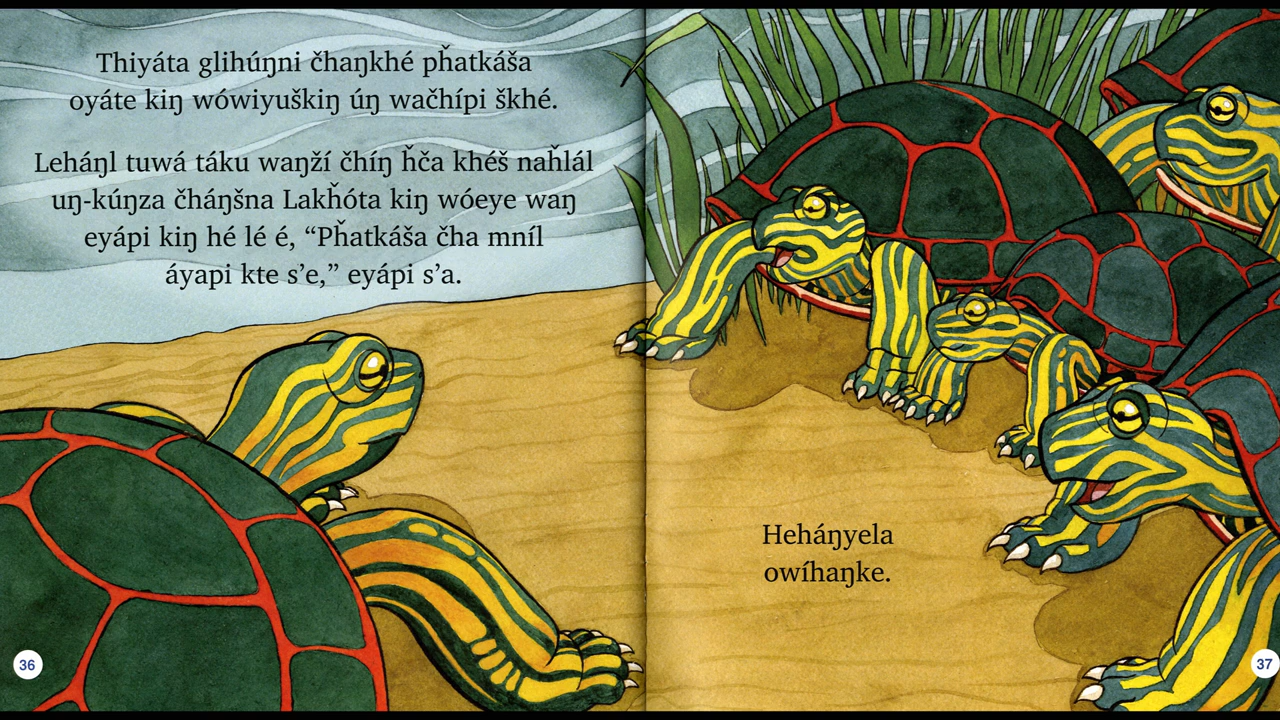 Thiyáta glihúŋni čhaŋkhé pȟatkáša
oyáte kiŋ wówiyuškiŋ úŋ wačhípi škhé.
Leháŋl tuwá táku waŋží čhíŋ ȟča khéš naȟlál
uŋ-kúŋza čháŋšna Lakȟóta kiŋ wóeye waŋ
eyápi kiŋ hé lé é, “Pȟatkáša čha mníl
áyapi kte s’e,” eyápi s’a.
36
Heháŋyela
owíhaŋke.
37